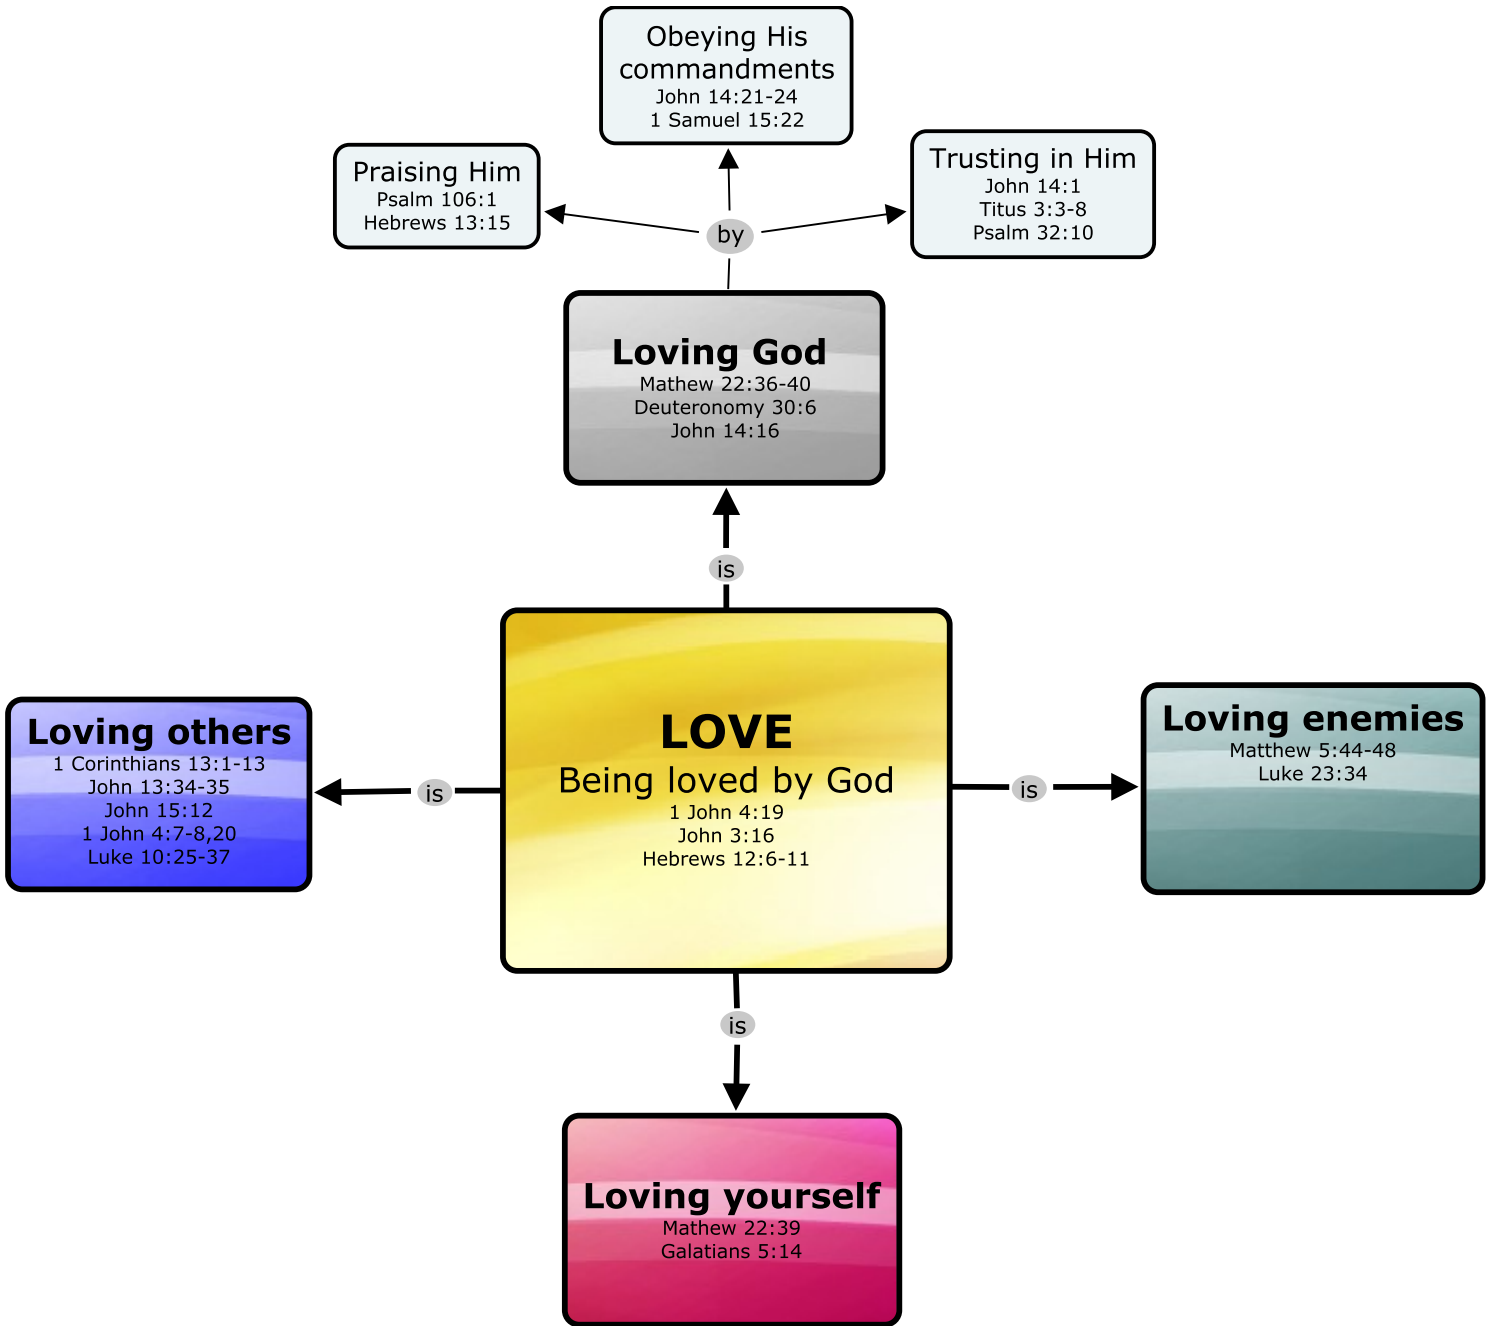 Obeying His
commandments
John 14:21-24
1 Samuel 15:22
Praising Him
Psalm 106:1
Hebrews 13:15
Trusting in Him
John 14:1
Titus 3:3-8
Psalm 32:10
by
Loving God
Mathew 22:36-40
Deuteronomy 30:6
John 14:16
is
Loving others
1 Corinthians 13:1-13
John 13:34-35
John 15:12
1 John 4:7-8,20
Luke 10:25-37
is
LOVE
Being loved by God
1 John 4:19
John 3:16
Hebrews 12:6-11
is
Loving enemies
Matthew 5:44-48
Luke 23:34
is
Loving yourself
Mathew 22:39
Galatians 5:14